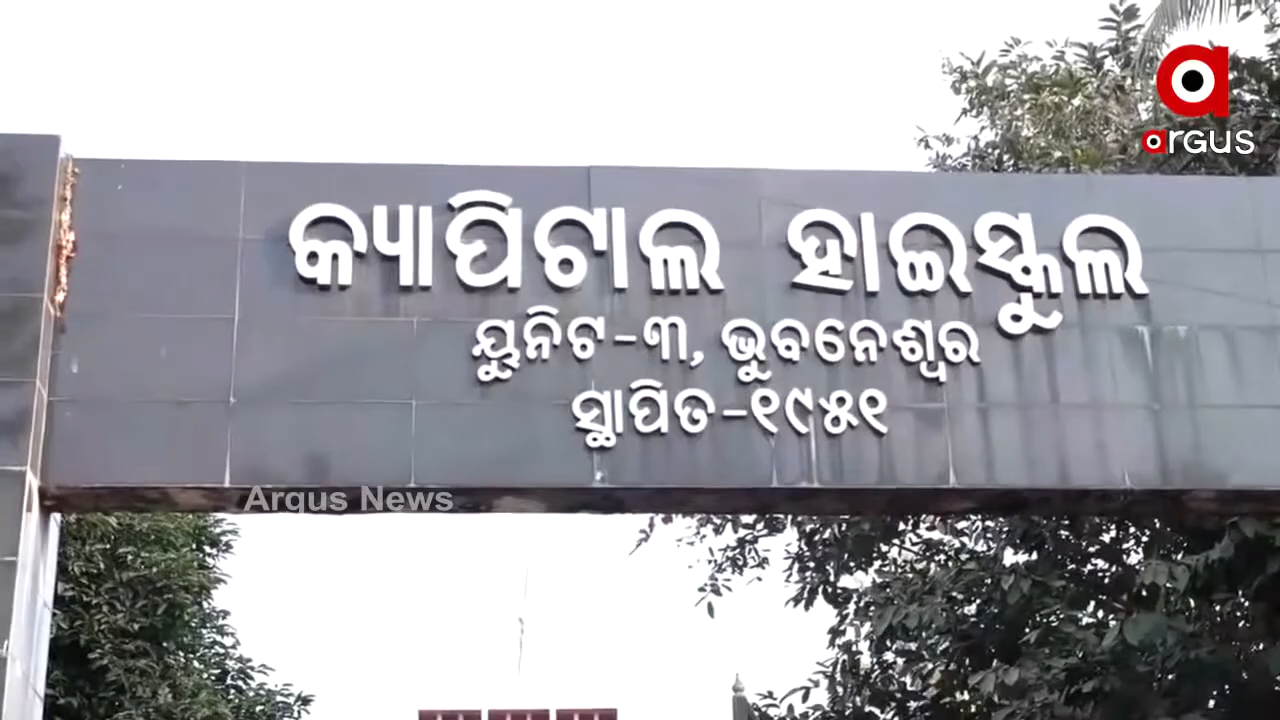 argus
କ୍ୟାପିଟାଲ ହାଇସ୍କୁଲ
ୟୁନିଟ-୩, ଭୁବନେଶ୍ୱର
ସ୍ଥାପିତ-୧୯୫୧
Argus News